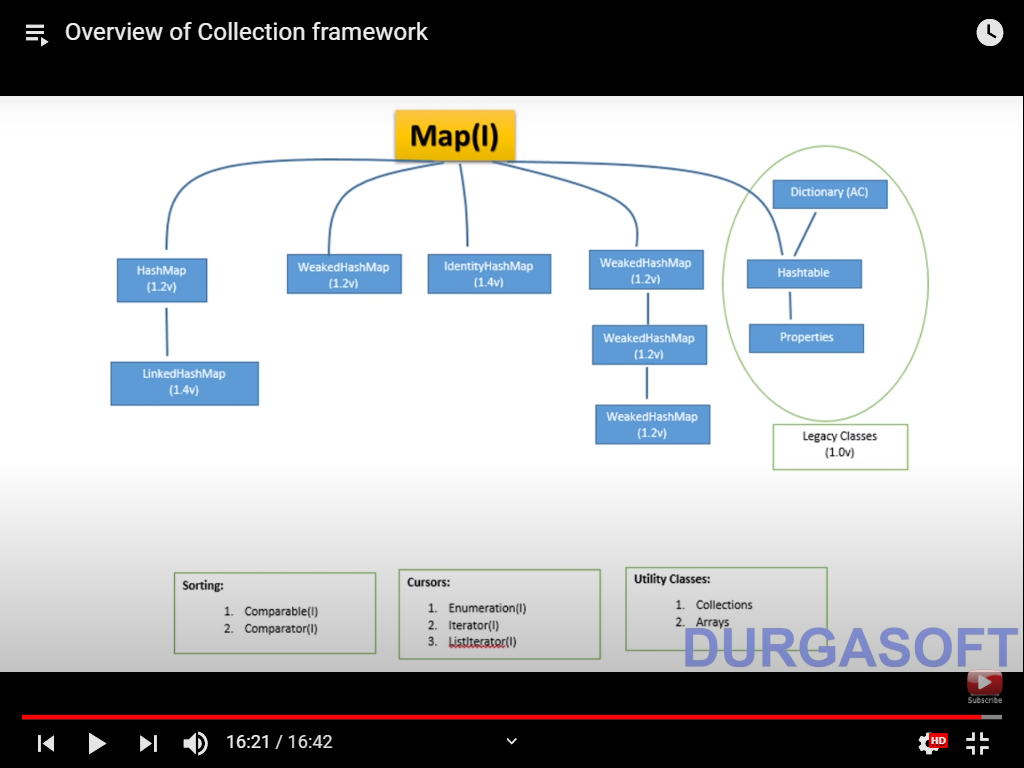 Overview of Collection framework
Map(I)
Dictionary (AC)
HashMap
(1.2v)
WeakedHashMap
(1.2v)
IdentityHashMap
(1.4v)
WeakedHashMap
(1.2v)
Hashtable
WeakedHashMap
(1.2v)
Properties
LinkedHashMap
(1.4v)
WeakedHashMap
(1.2v)
Legacy Classes
(1.0v)
Sorting:
1. Comparable(I)
2. Comparator(I)
Cursors:
1. Enumeration(I)
2. Iterator(I)
3. ListIterator(I)
Utility Classes:
1. Collections
2. Arrays
DURGASOFT
Subscribe
16:21 / 16:42
HD